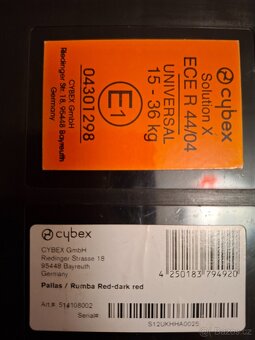 cybex
Solution X
ECE R 44/04
UNIVERSAL
15 - 36 kg
E1
04301298
CYBEX GmbH
Riedinger Str. 18, 95448 Bayreuth
Germany
cybex
CYBEX GmbH
Riedinger Strasse 18
95448 Bayreuth
Germany
4 250183 794920
Pallas / Rumba Red-dark red
Art.#: 514108002
Serial#:
S12UKHHA0025